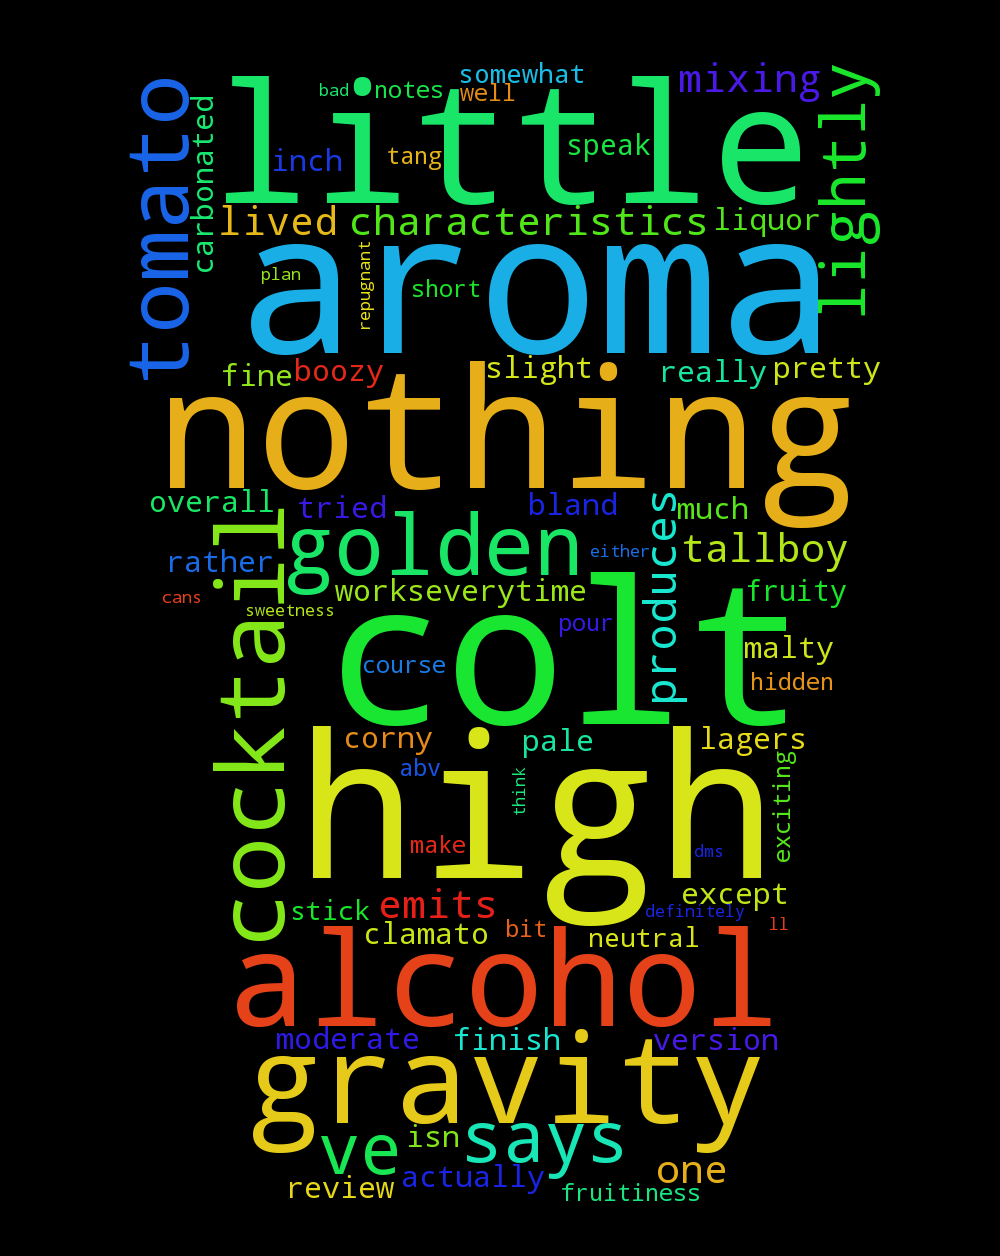 somewhat
mixing
bad
notes
well
little
tomato
carbonated
lightly
inch
tang
speak
lived
characteristics
liquor
aroma
plan
repugnant
short
fine
boozy
slight
really
pretty
nothing
overall
tried
bland
much
produces
cocktail
golden
tallboy
rather
either
cans
sweetness
workseverytime
fruity
colt
pour
course
malty
hidden
corny
pale
lagers
abv
think
exciting
high
make
dms
stick
emits
except
definitely
clamato
bit
neutral
ll
alcohol
moderate
finish
version
gravity
ve
isn
says
one
review
actually
fruitiness